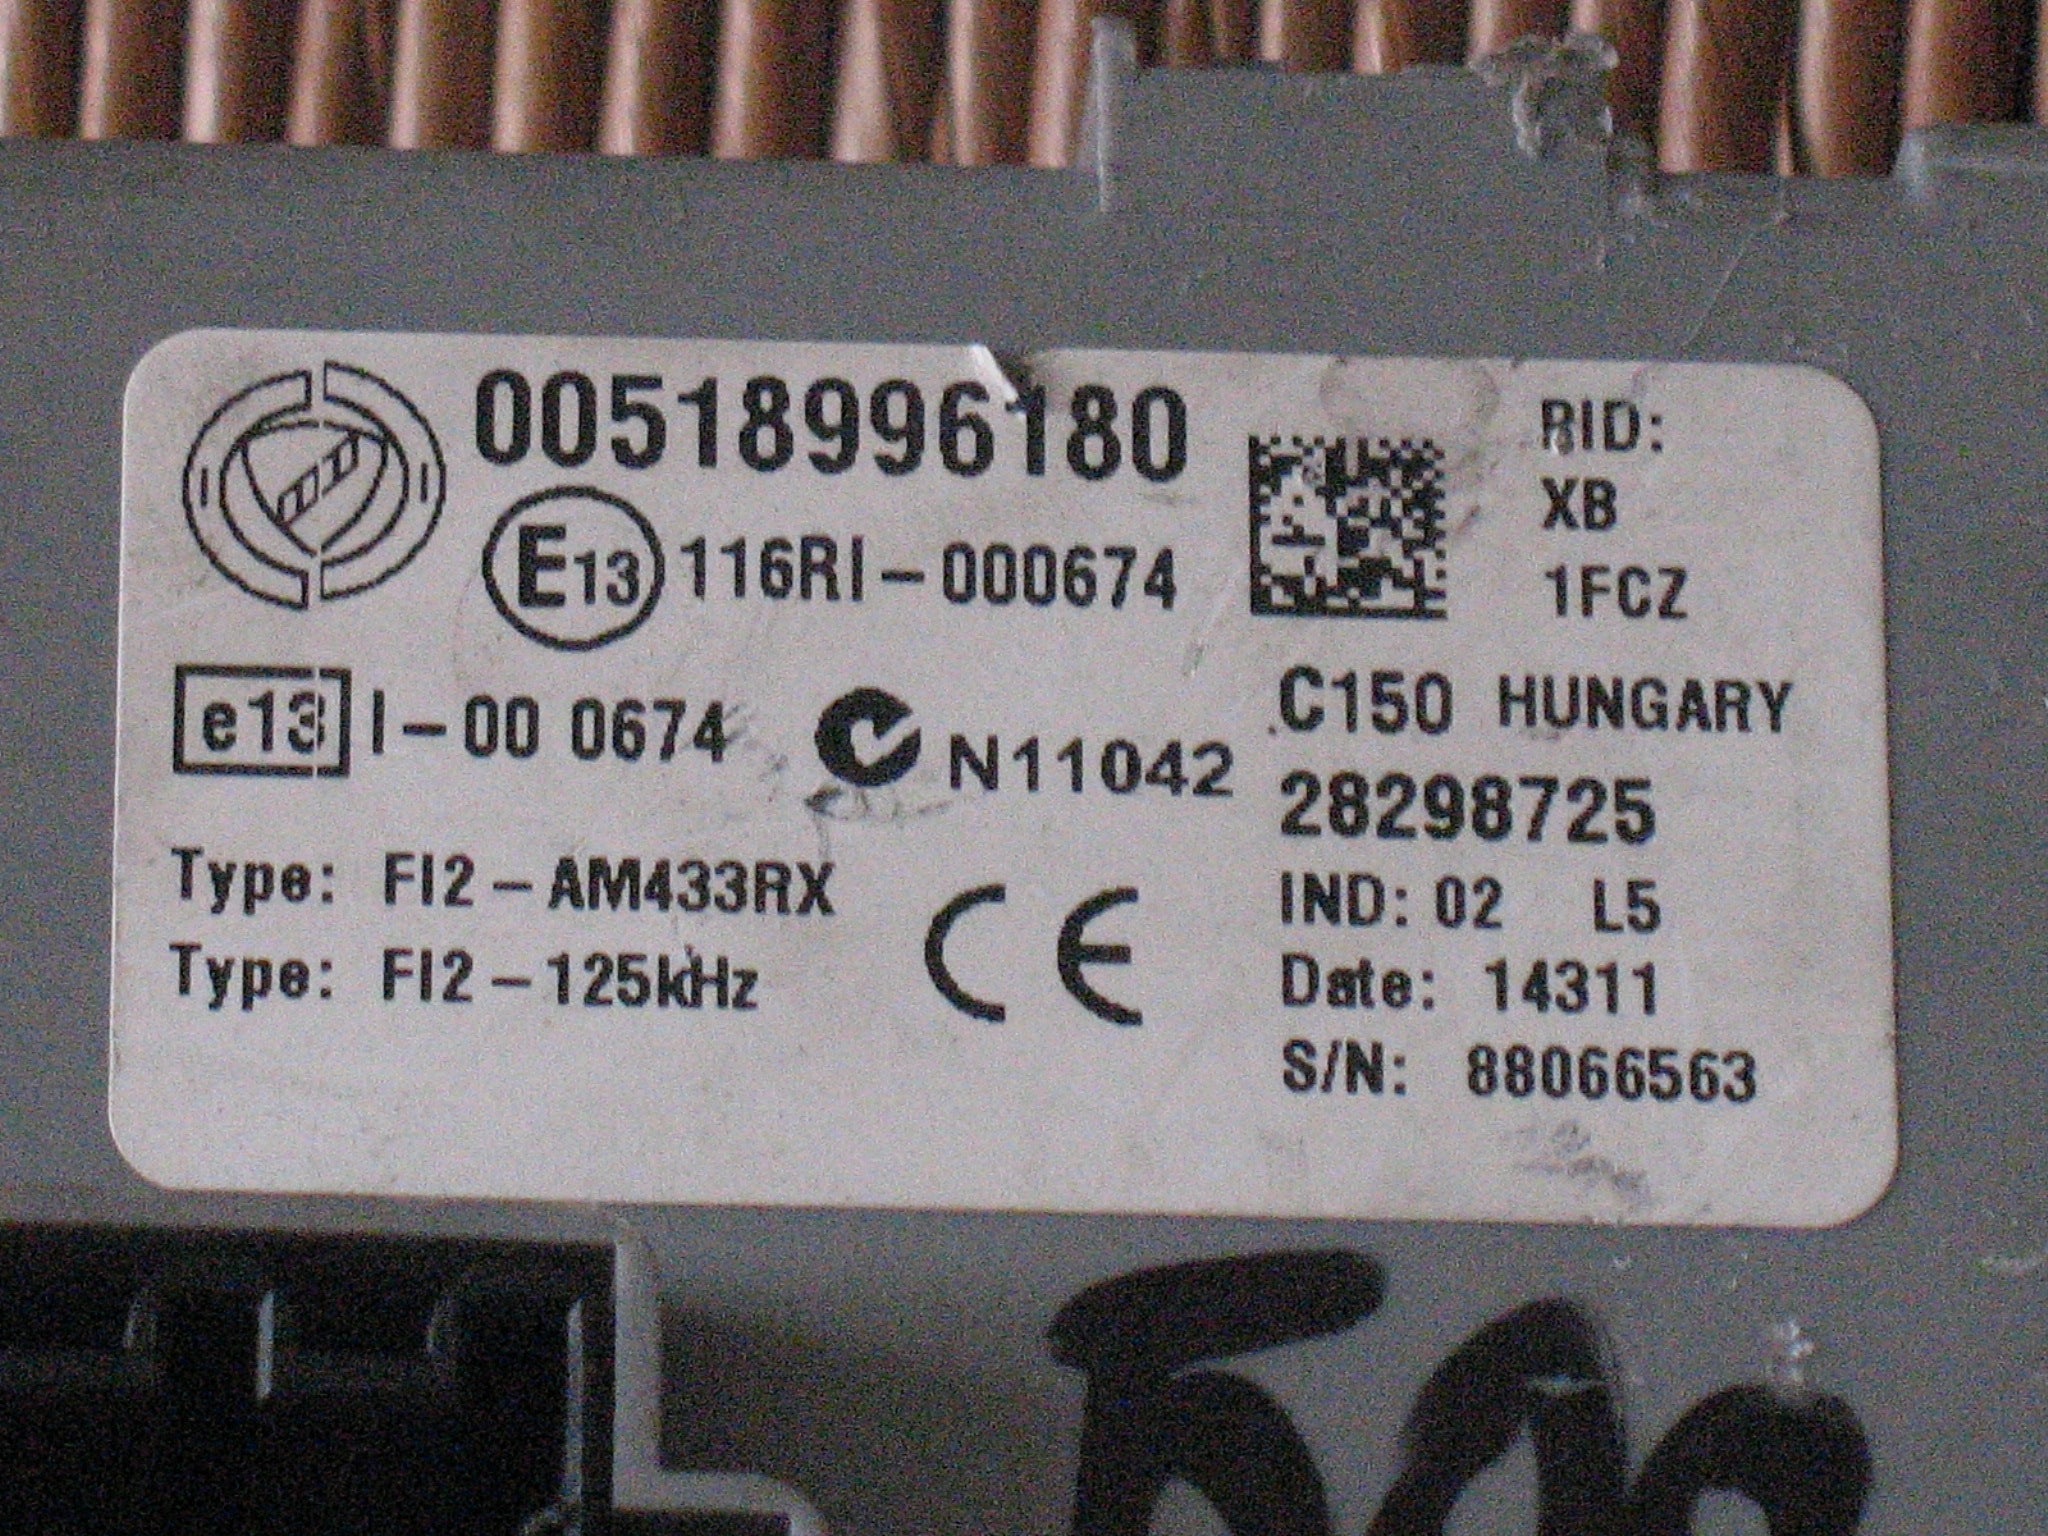 00518996180
E13 116RI-000674
e13 I-00 0674
N11042
Type: FI2-AM433RX
Type: FI2-125kHz
CE
RID:
XB
1FCZ
C150 HUNGARY
28298725
IND: 02 L5
Date: 14311
S/N: 88066563